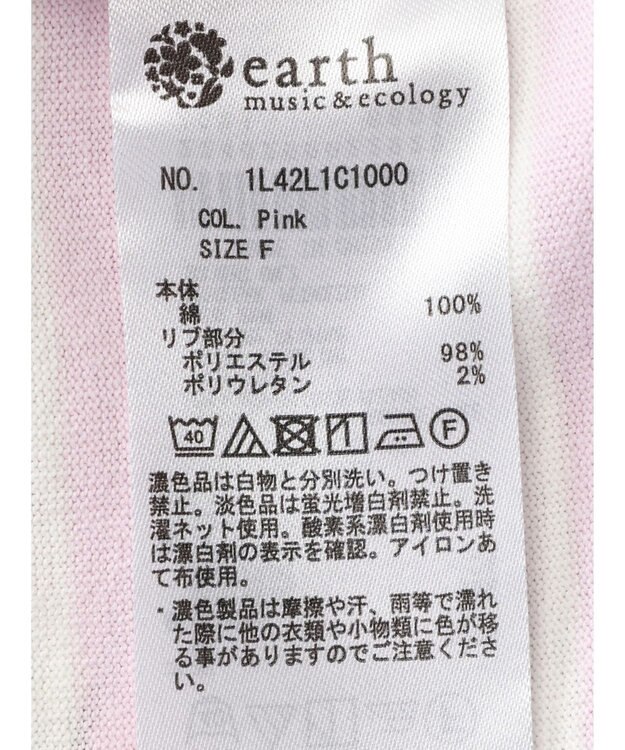 earth
music&ecology
NO. 1L42L1C1000
COL. Pink
SIZE F
本体
綿 100%
リブ部分
ポリエステル 98%
ポリウレタン 2%
40 F
濃色品は白物と分別洗い。つけ置き
禁止。淡色品は蛍光増白剤禁止。洗
濯ネット使用。酸素系漂白剤使用時
は漂白剤の表示を確認。アイロンあ
て布使用。
・濃色製品は摩擦や汗、雨等で濡れ
た際に他の衣類や小物類に色が移
る事がありますのでご注意くださ
い。